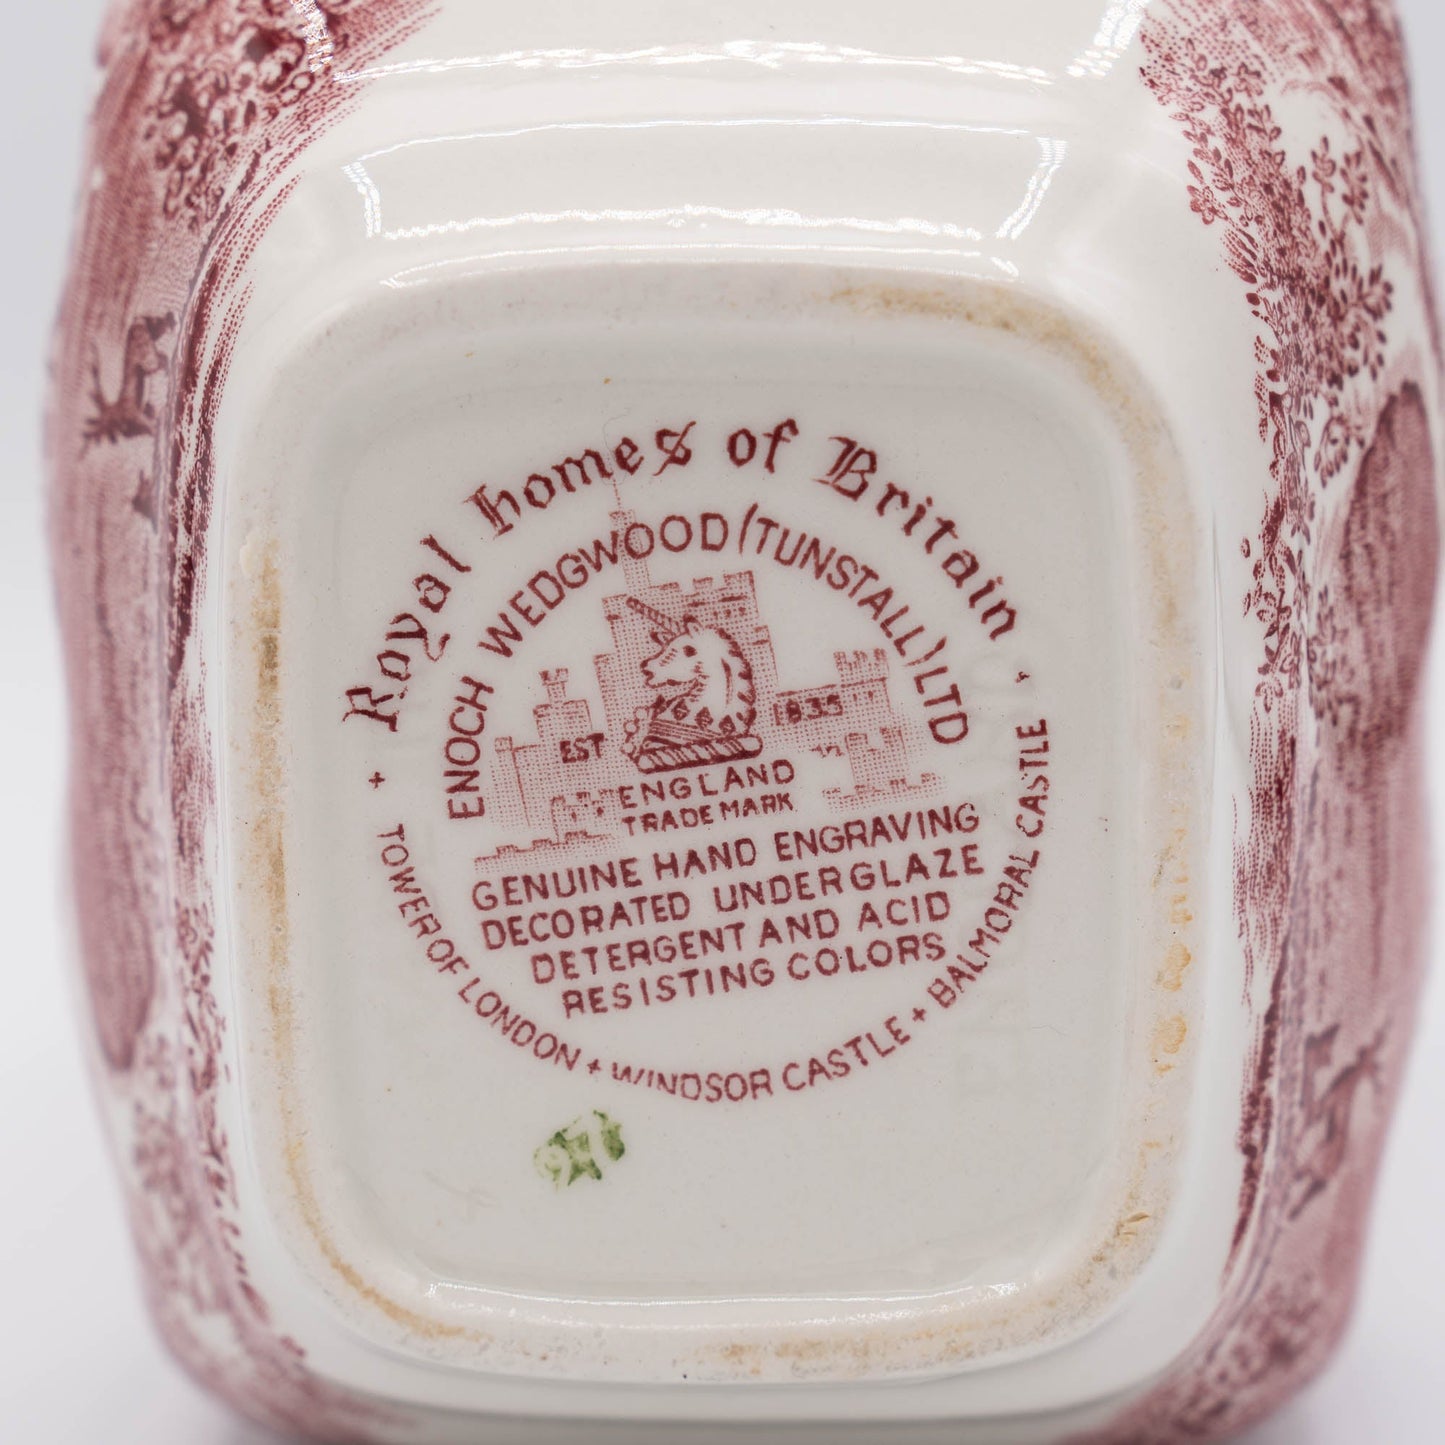 Royal homes of Britain
ENOCH WEDGWOOD (TUNSTALL) LTD
EST 1835
ENGLAND
TRADE MARK
GENUINE HAND ENGRAVING
DECORATED UNDERGLAZE
DETERGENT AND ACID
RESISTING COLORS
TOWER OF LONDON + WINDSOR CASTLE + BALMORAL CASTLE